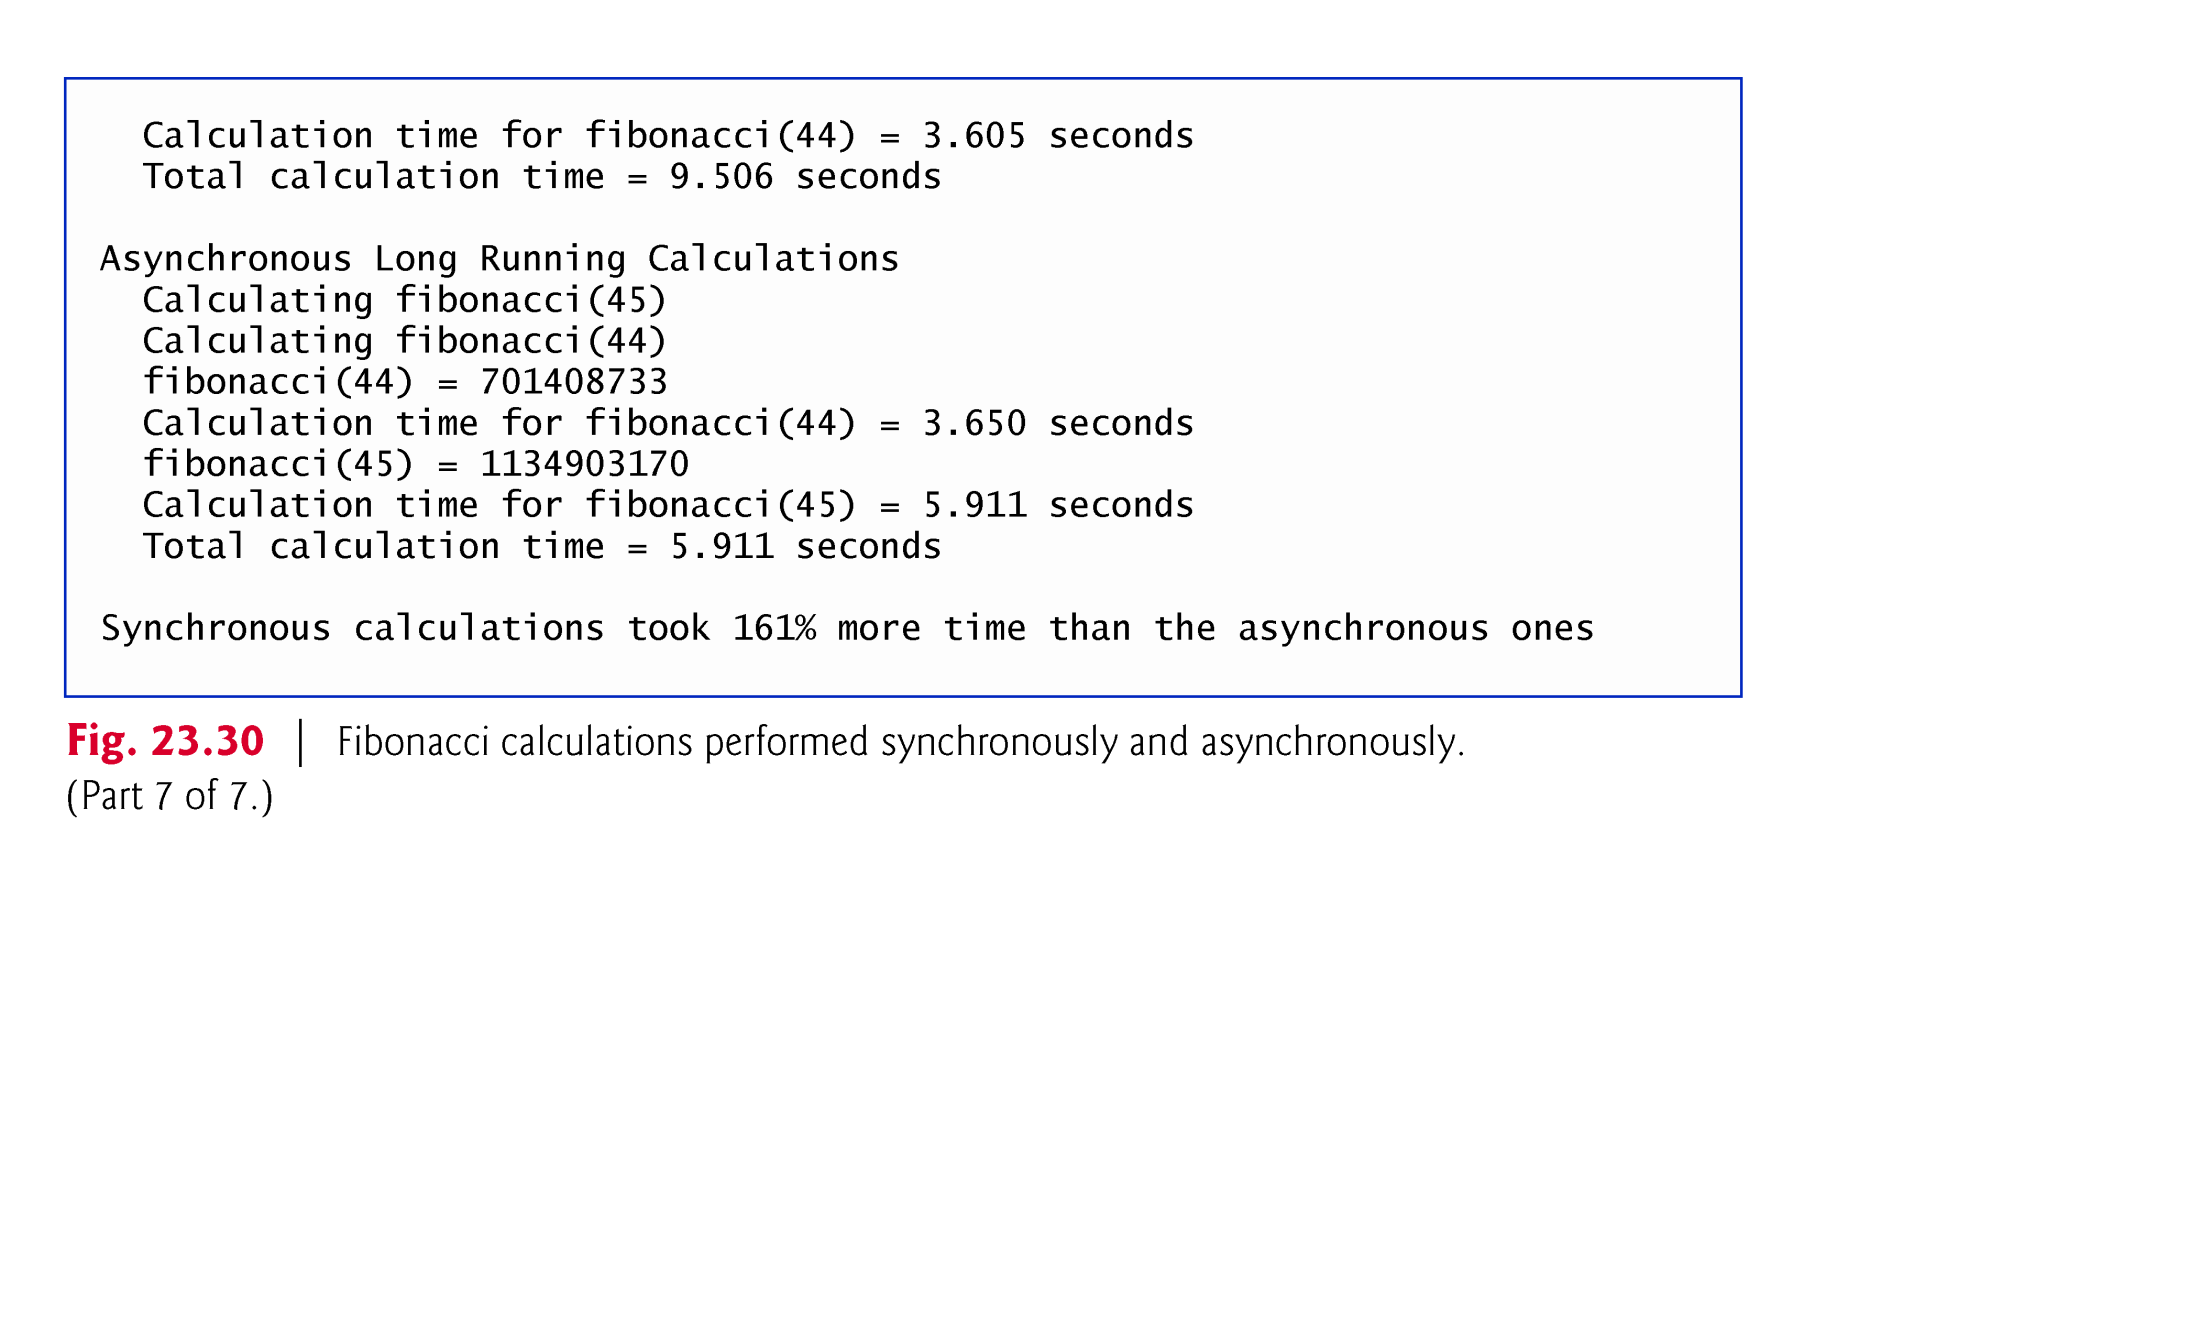 Calculation time for fibonacci(44) = 3.605 seconds
Total calculation time = 9.506 seconds
Asynchronous Long Running Calculations
Calculating fibonacci(45)
Calculating fibonacci(44)
fibonacci(44) = 701408733
Calculation time for fibonacci(44) = 3.650 seconds
fibonacci(45) = 1134903170
Calculation time for fibonacci(45) = 5.911 seconds
Total calculation time = 5.911 seconds
Synchronous calculations took 161% more time than the asynchronous ones
Fig. 23.30 | Fibonacci calculations performed synchronously and asynchronously.
(Part 7 of 7.)